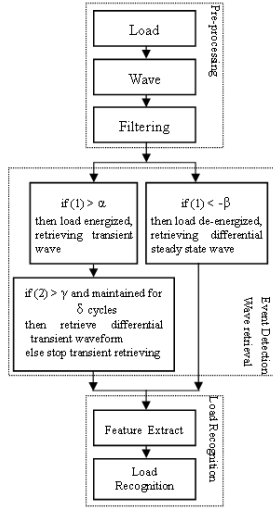 Pre-processing
Load
Wave
Filtering
if (1) > α
then load energized,
retrieving transient
wave
if (1) < -β
then load de-energized,
retrieving differential
steady state wave
if (2) > γ and maintained for
δ cycles
then retrieve differential
transient waveform
else stop transient retrieving
Event Detection
Wave retrieval
Feature Extract
Load
Recognition
Load Recognition